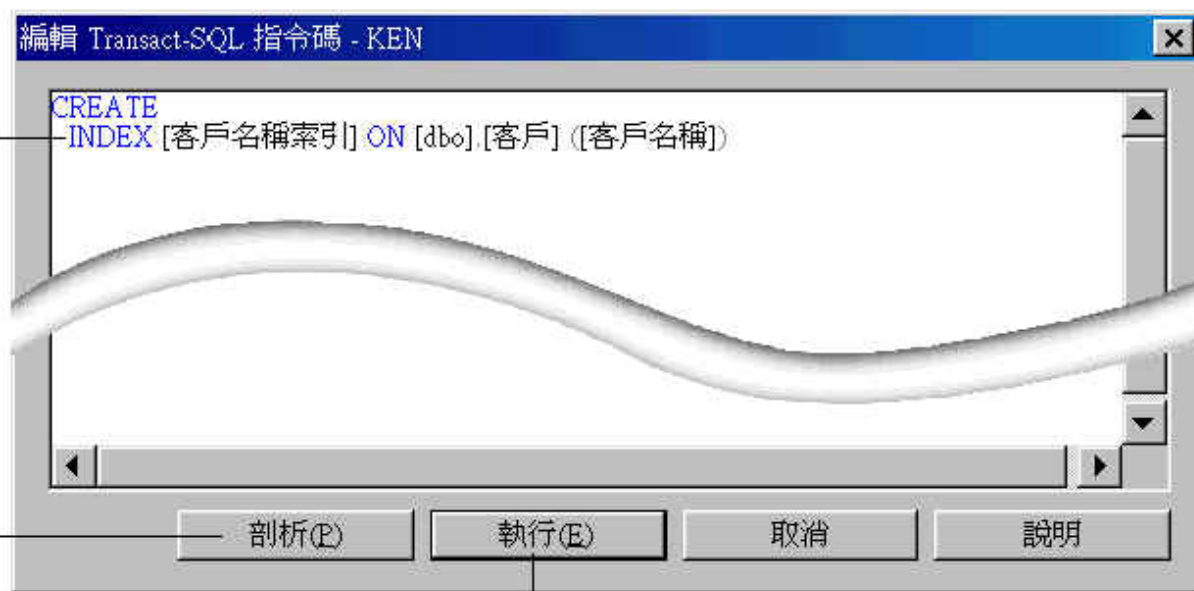 編輯 Transact-SQL 指令碼 - KEN
CREATE
INDEX [客戶名稱索引] ON [dbo].[客戶] ([客戶名稱])
剖析(P)
執行(E)
取消
說明